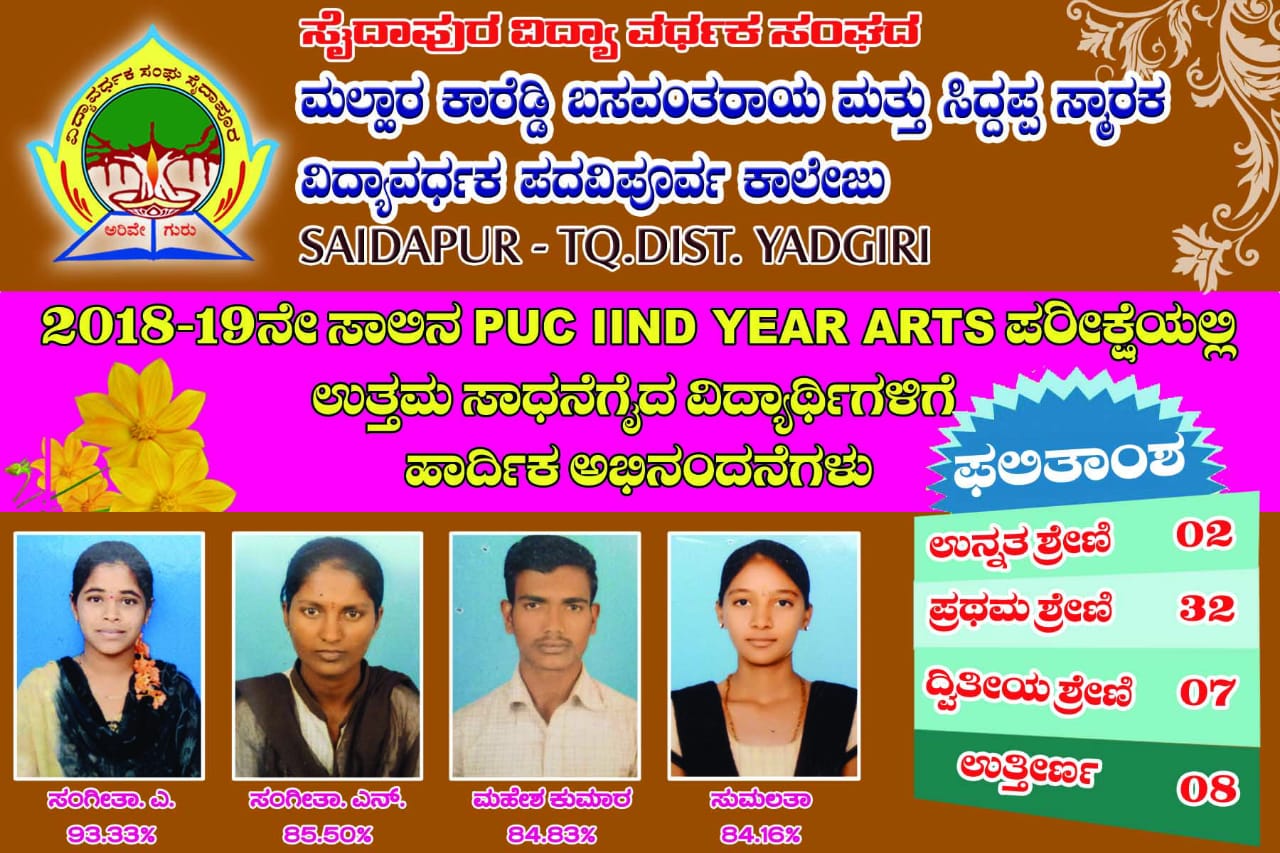 ಸೈದಾಪುರ ವಿದ್ಯಾ ವರ್ಧಕ ಸಂಘದ
ಮಲ್ಹಾರ ಕಾರೆಡ್ಡಿ ಬಸವಂತರಾಯ ಮತ್ತು ಸಿದ್ದಪ್ಪ ಸ್ಮಾರಕ
ವಿದ್ಯಾವರ್ಧಕ ಪದವಿಪೂರ್ವ ಕಾಲೇಜು
SAIDAPUR - TQ.DIST. YADGIRI
ವಿದ್ಯಾವರ್ಧಕ ಸಂಘ ಸೈದಾಪೂರ
ಅರಿವೇ ಗುರು
2018-19ನೇ ಸಾಲಿನ PUC IIND YEAR ARTS ಪರೀಕ್ಷೆಯಲ್ಲಿ
ಉತ್ತಮ ಸಾಧನೆಗೈದ ವಿದ್ಯಾರ್ಥಿಗಳಿಗೆ
ಹಾರ್ದಿಕ ಅಭಿನಂದನೆಗಳು
ಫಲಿತಾಂಶ
ಉನ್ನತ ಶ್ರೇಣಿ 02
ಪ್ರಥಮ ಶ್ರೇಣಿ 32
ದ್ವಿತೀಯ ಶ್ರೇಣಿ 07
ಉತ್ತೀರ್ಣ 08
ಸಂಗೀತಾ. ಎ.
93.33%
ಸಂಗೀತಾ. ಎನ್.
85.50%
ಮಹೇಶ ಕುಮಾರ
84.83%
ಸುಮಲತಾ
84.16%